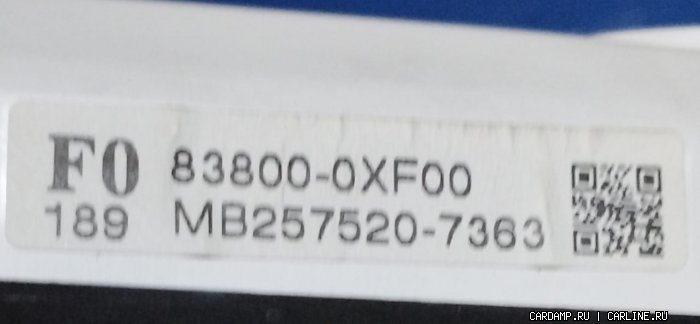 F0 83800-0XF00
189 MB257520-7363
CARDAMP.RU | CARLINE.RU